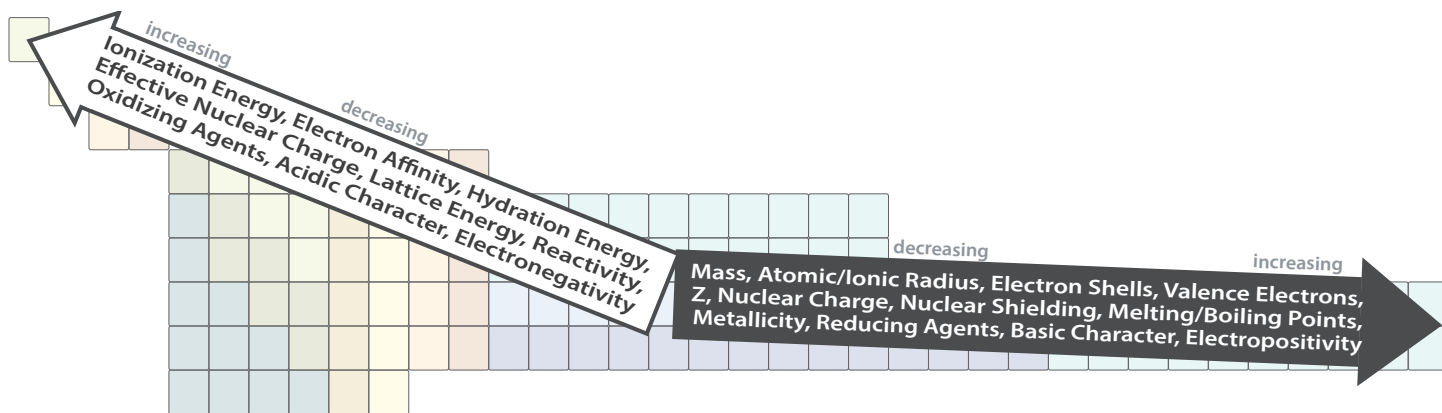 increasing
decreasing
Ionization Energy, Electron Affinity, Hydration Energy,
Effective Nuclear Charge, Lattice Energy, Reactivity,
Oxidizing Agents, Acidic Character, Electronegativity
decreasing
increasing
Mass, Atomic/Ionic Radius, Electron Shells, Valence Electrons,
Z, Nuclear Charge, Nuclear Shielding, Melting/Boiling Points,
Metallicity, Reducing Agents, Basic Character, Electropositivity